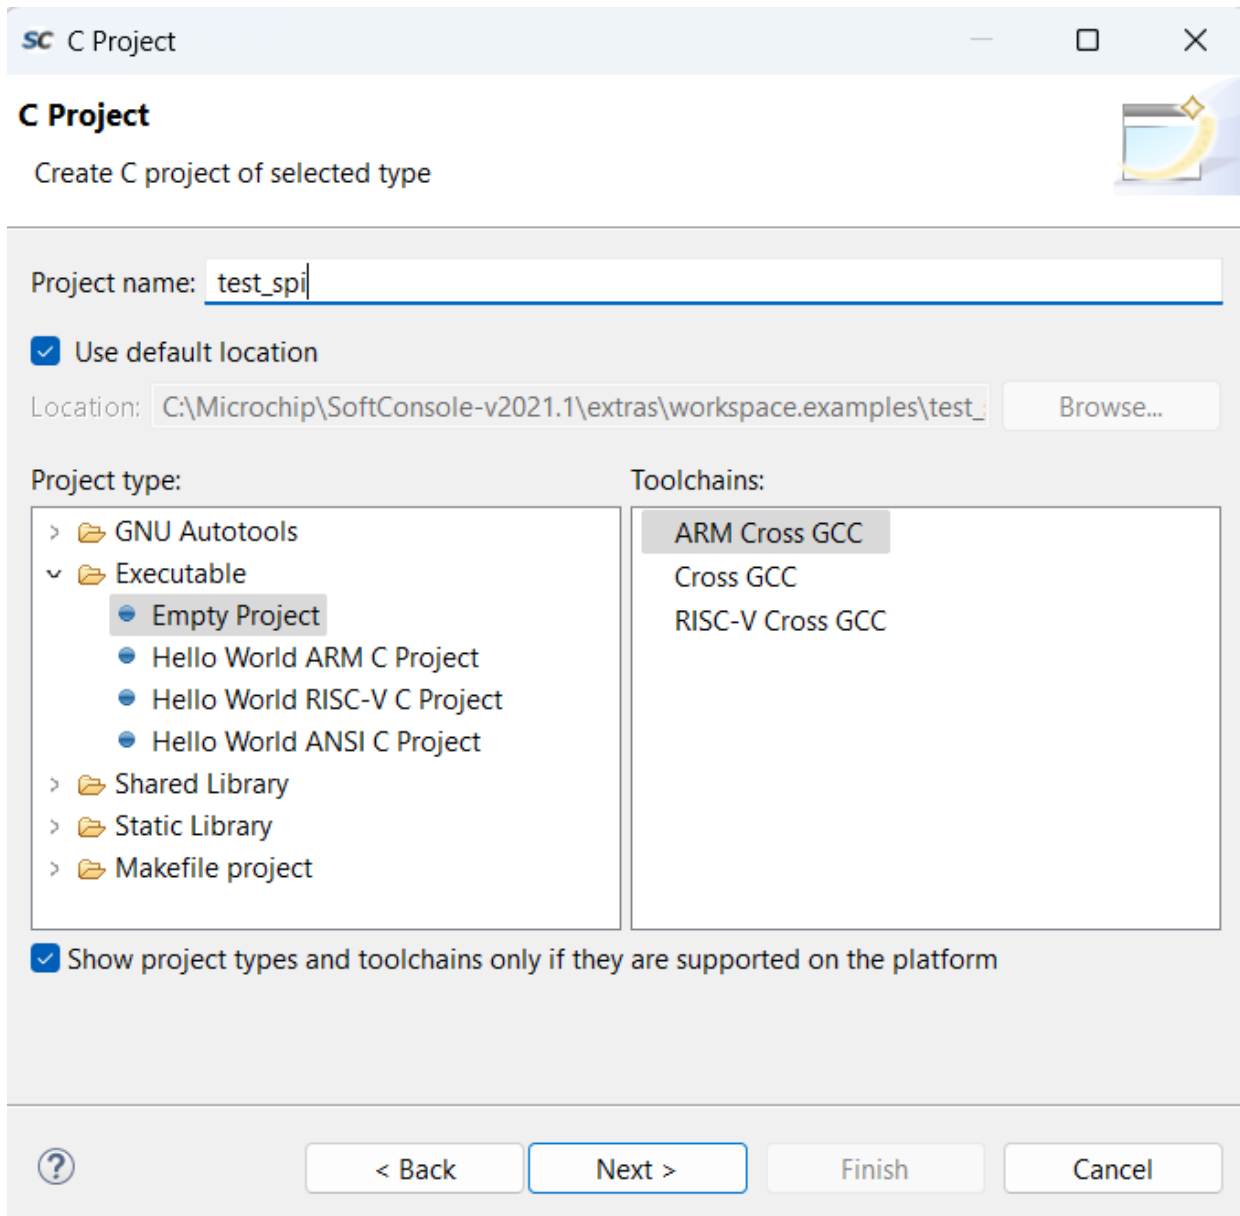 SC C Project
C Project
Create C project of selected type
Project name: test_spi
Use default location
Location: C:\Microchip\SoftConsole-v2021.1\extras\workspace.examples\test_ Browse...
Project type:
GNU Autotools
Executable
Empty Project
Hello World ARM C Project
Hello World RISC-V C Project
Hello World ANSI C Project
Shared Library
Static Library
Makefile project
Toolchains:
ARM Cross GCC
Cross GCC
RISC-V Cross GCC
Show project types and toolchains only if they are supported on the platform
? < Back Next > Finish Cancel